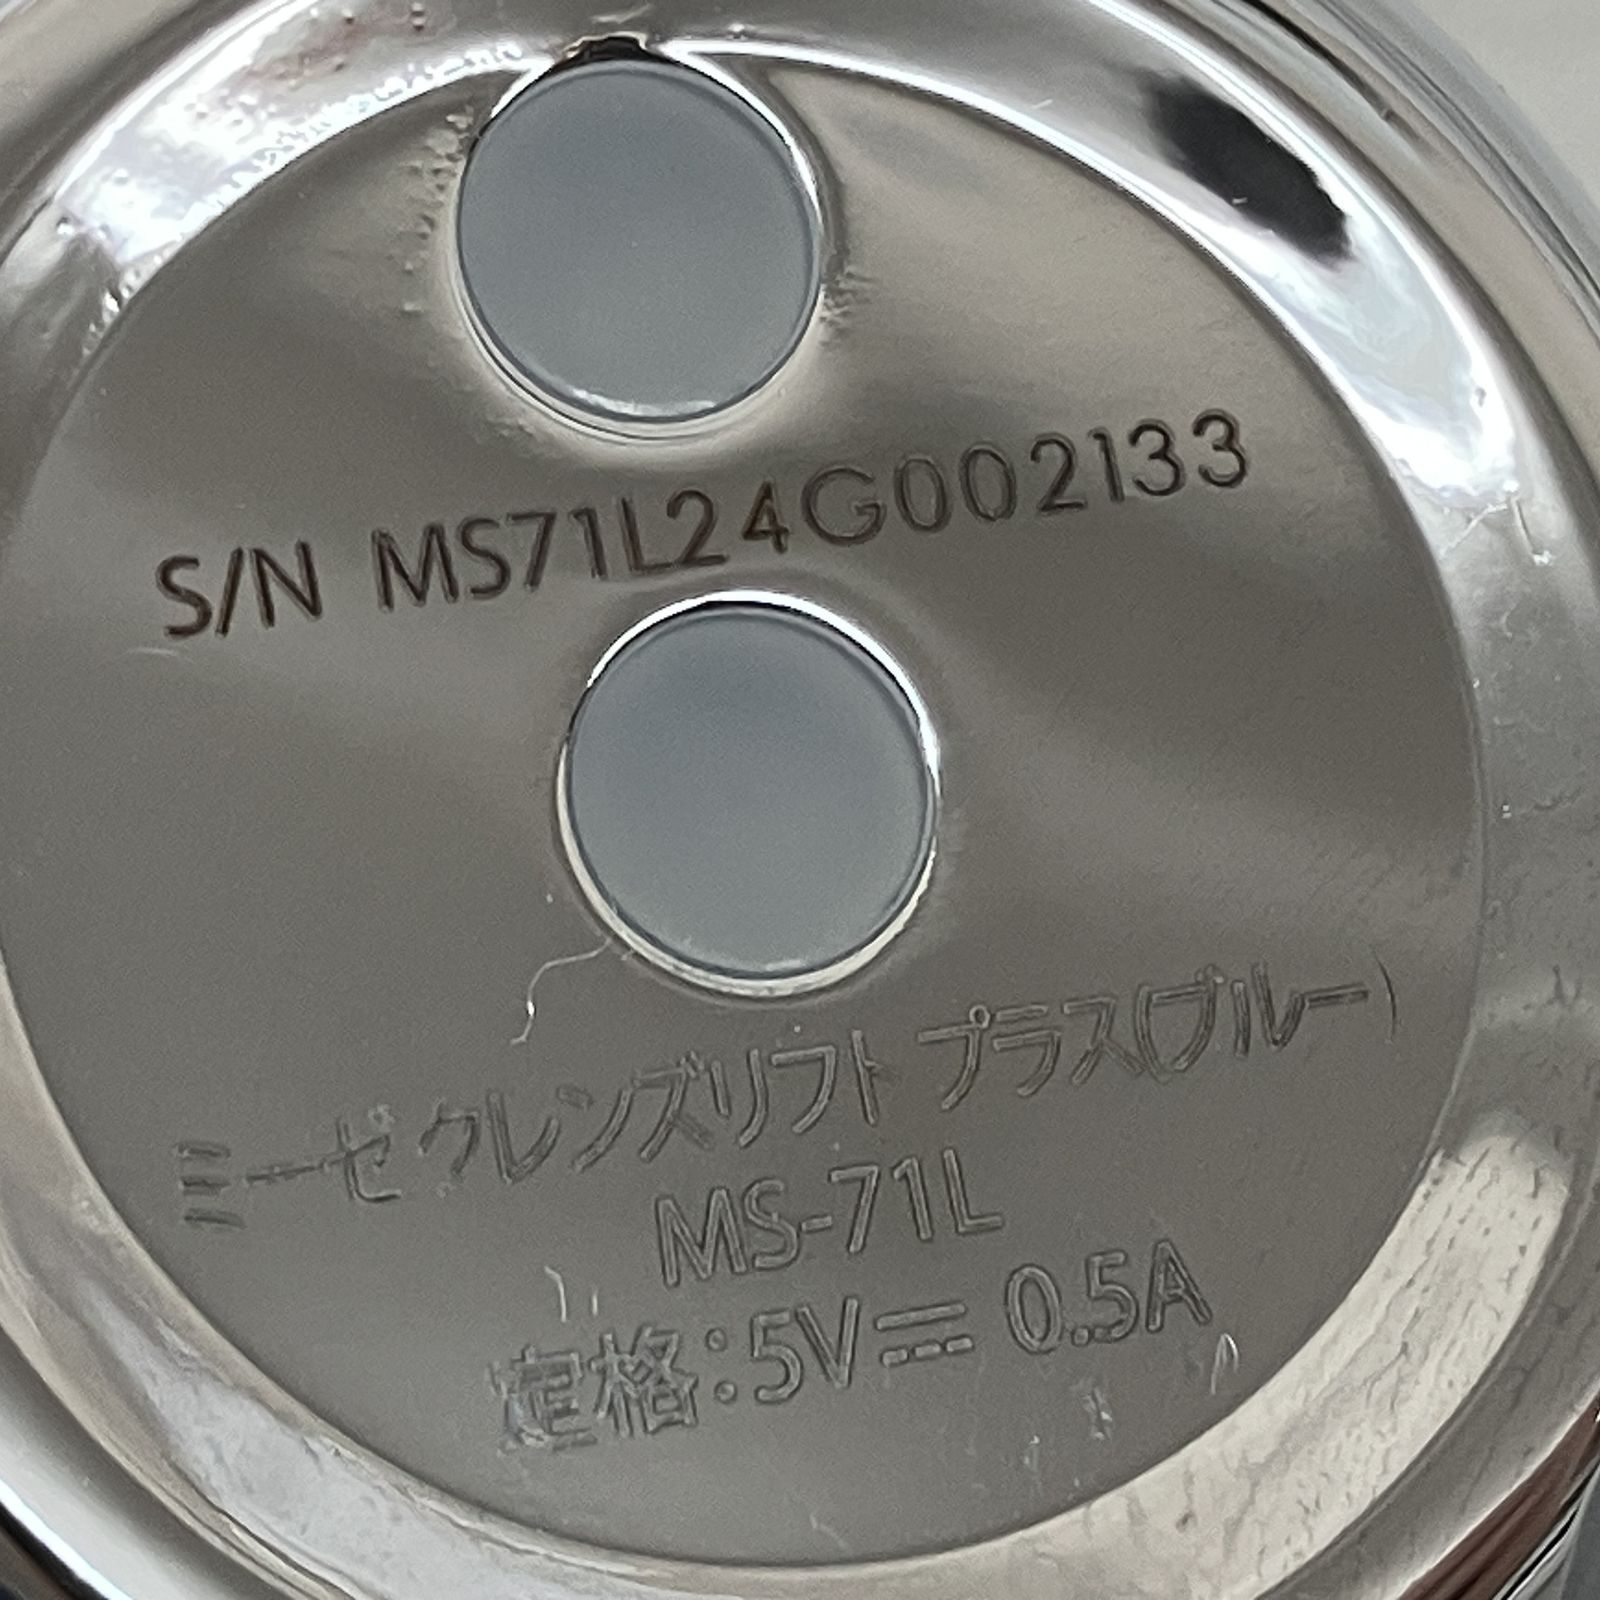 S/N MS71L24G002133
ミーゼクレンズリフト プラス(ブルー)
MS-71L
定格:5V⎓ 0.5A